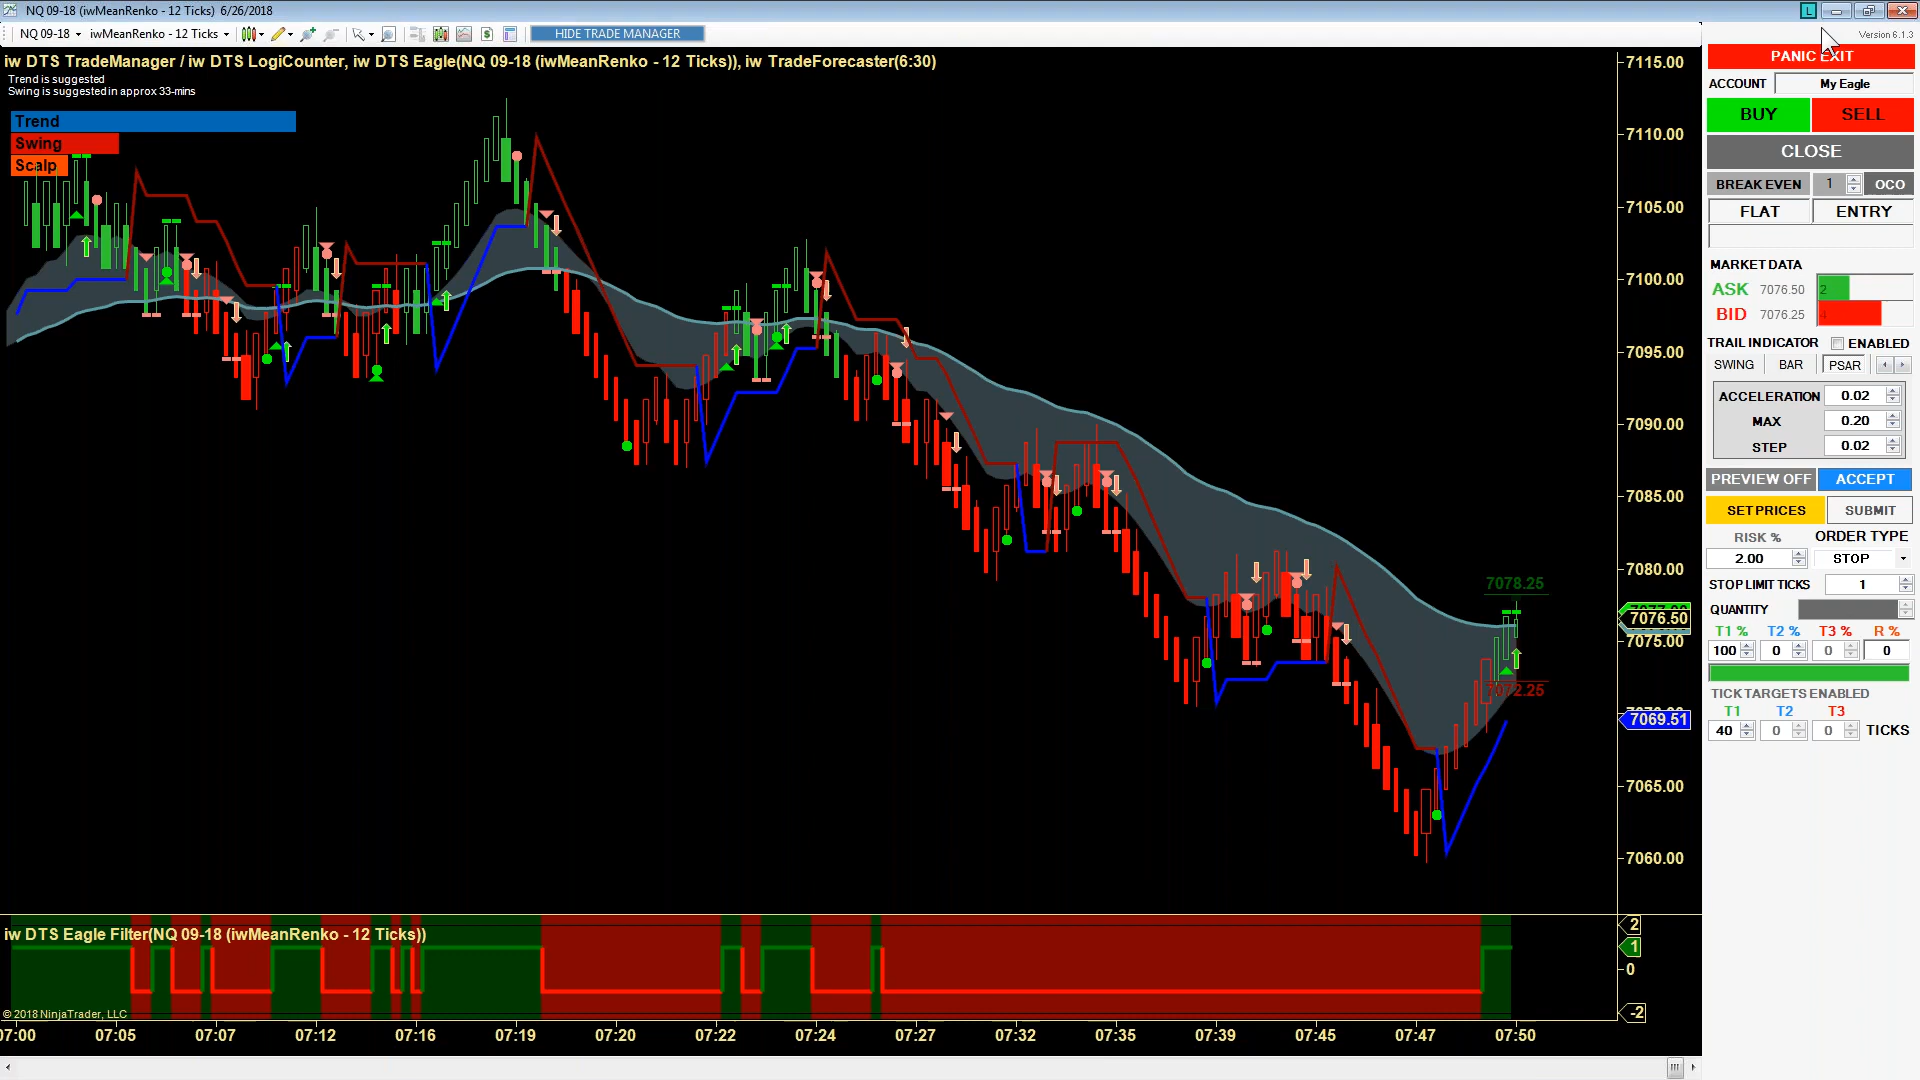 NQ 09-18 (iwMeanRenko - 12 Ticks)  6/26/2018
L
NQ 09-18
iwMeanRenko - 12 Ticks
$
HIDE TRADE MANAGER
Version 6.1.3
iw DTS TradeManager / iw DTS LogiCounter, iw DTS Eagle(NQ 09-18 (iwMeanRenko - 12 Ticks)), iw TradeForecaster(6:30)
Trend is suggested
Swing is suggested in approx 33-mins
Trend
Swing
Scalp
7078.25
7072.25
7115.00
7110.00
7105.00
7100.00
7095.00
7090.00
7085.00
7080.00
7076.50
7075.00
7069.51
7065.00
7060.00
PANIC EXIT
ACCOUNT My Eagle
BUY SELL
CLOSE
BREAK EVEN 1 OCO
FLAT ENTRY
MARKET DATA
ASK 7076.50 2
BID 7076.25 4
TRAIL INDICATOR ENABLED
SWING BAR PSAR
ACCELERATION 0.02
MAX 0.20
STEP 0.02
PREVIEW OFF ACCEPT
SET PRICES SUBMIT
RISK % ORDER TYPE
2.00 STOP
STOP LIMIT TICKS 1
QUANTITY
T1 % T2 % T3 % R %
100 0 0 0
TICK TARGETS ENABLED
T1 T2 T3
40 0 0 TICKS
iw DTS Eagle Filter(NQ 09-18 (iwMeanRenko - 12 Ticks))
2
1
0
-2
© 2018 NinjaTrader, LLC
07:00 07:05 07:07 07:12 07:16 07:19 07:20 07:22 07:24 07:27 07:32 07:35 07:39 07:45 07:47 07:50